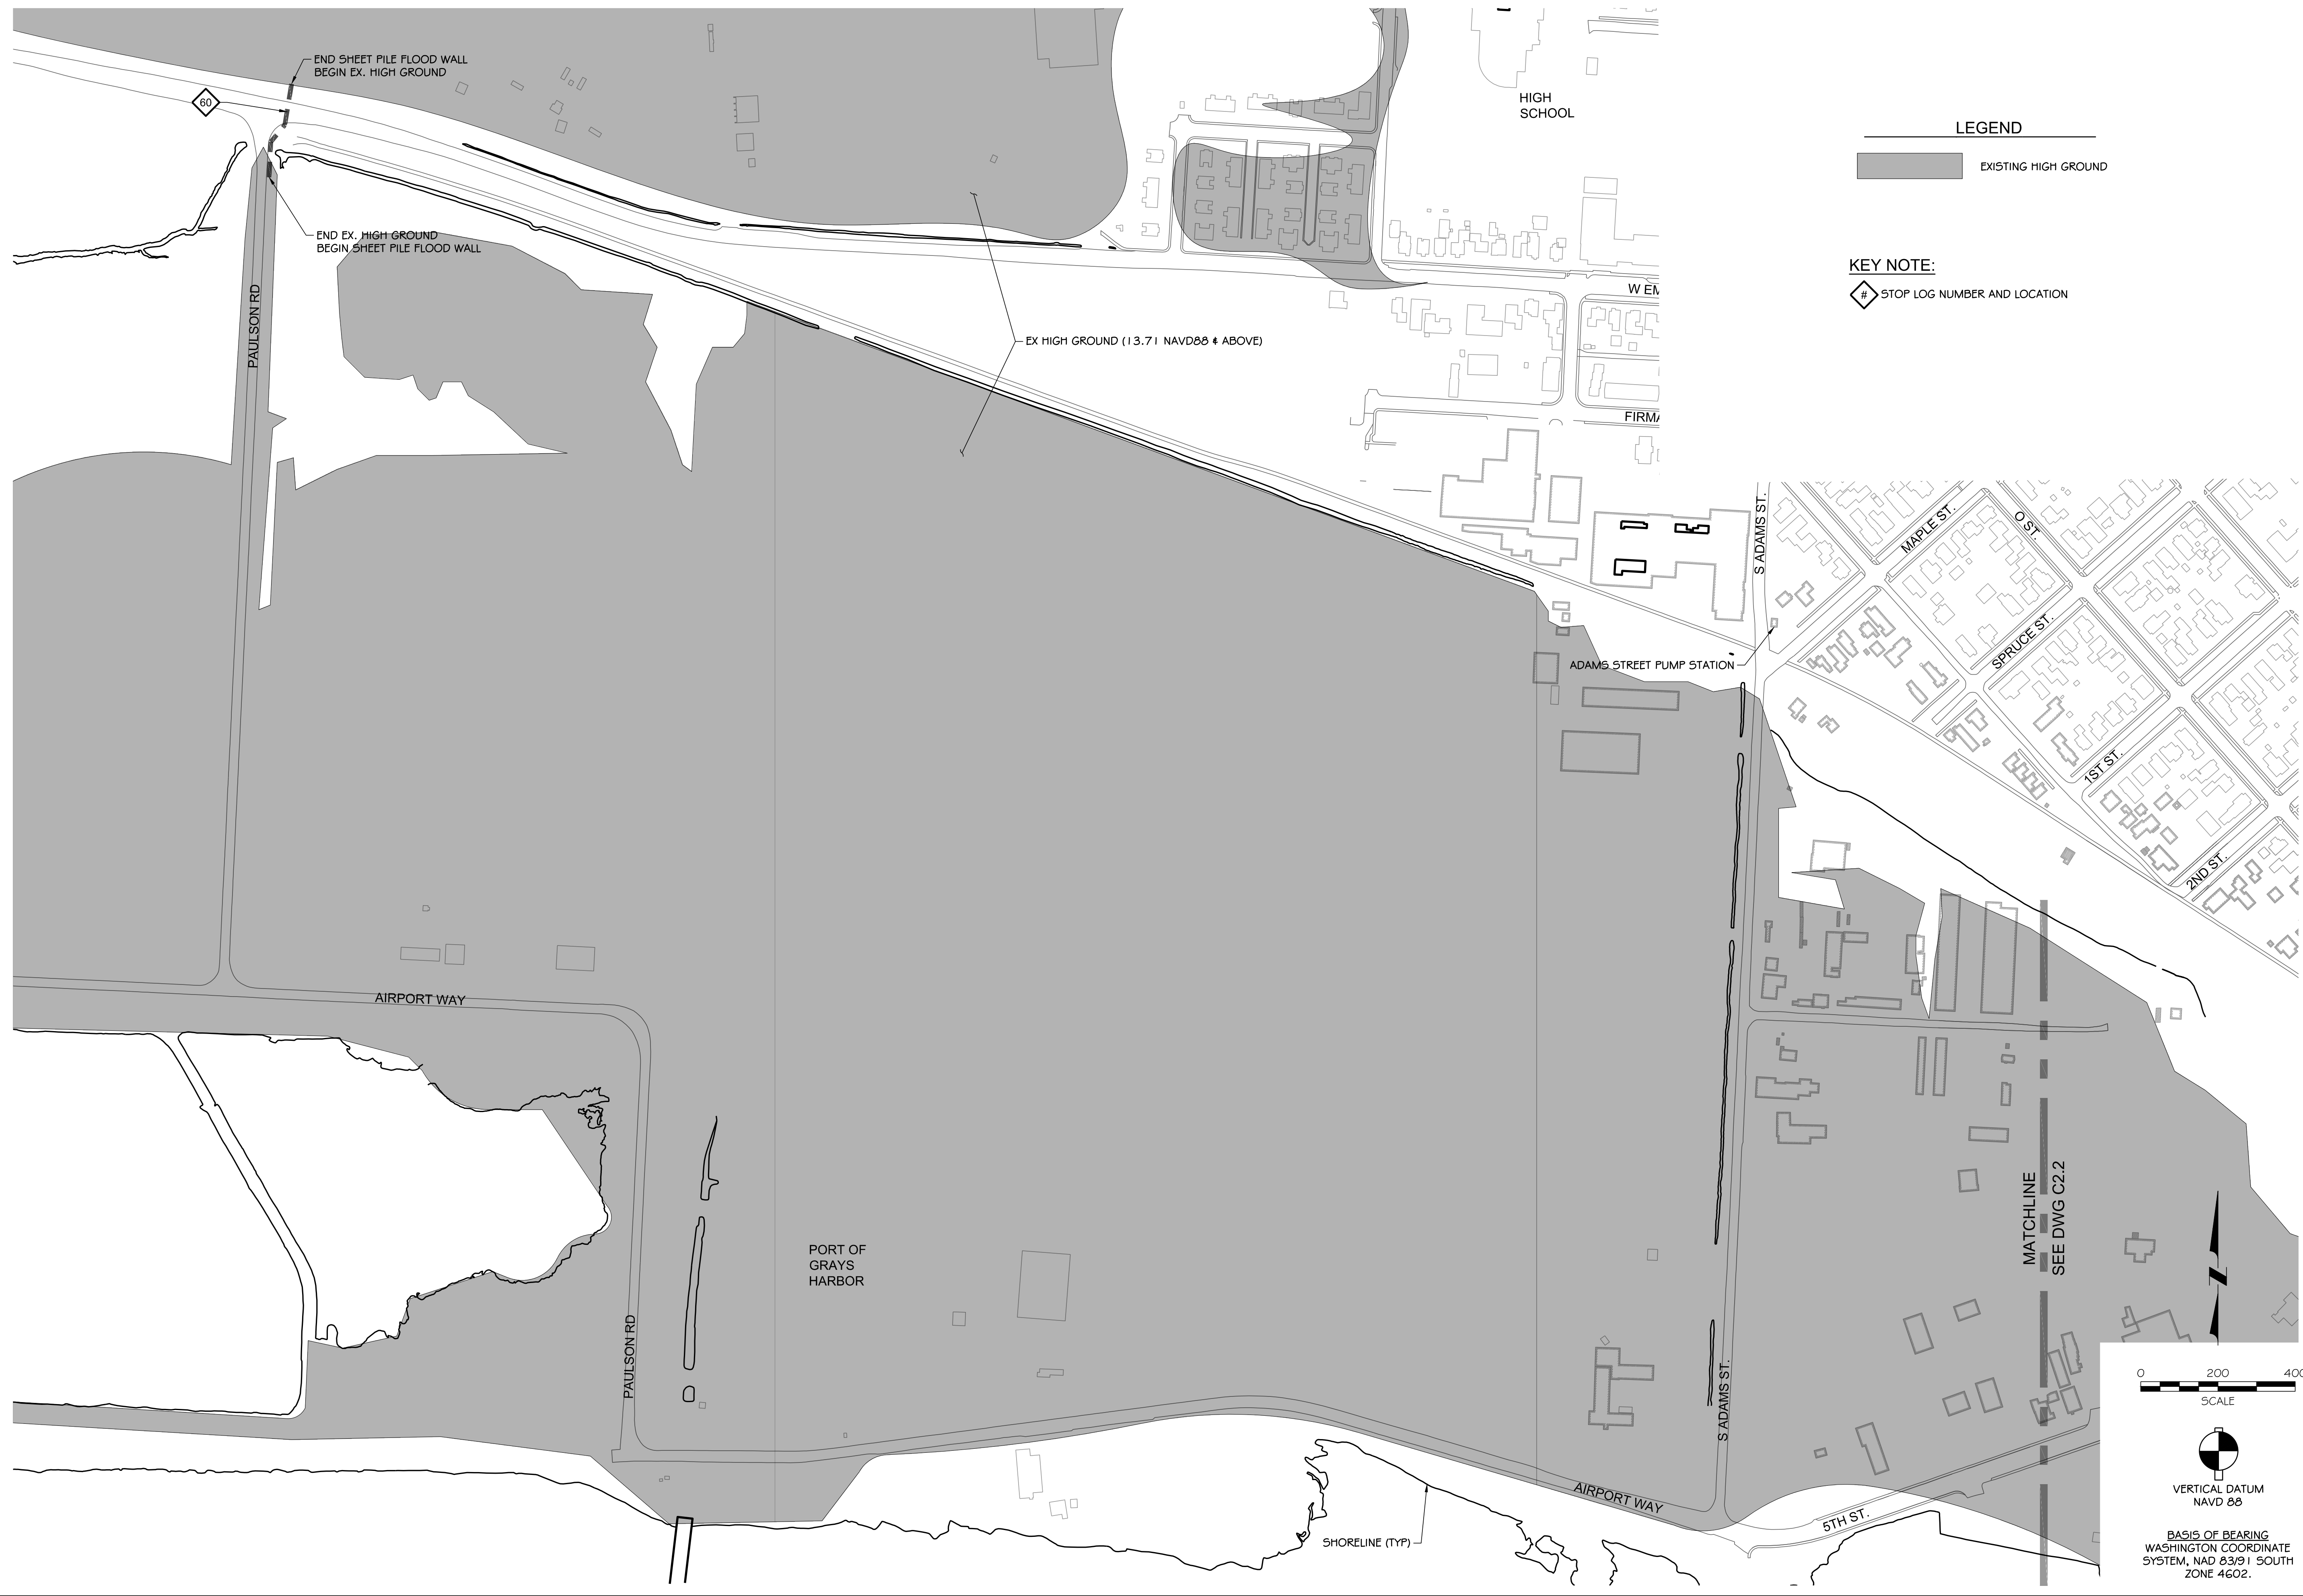 END SHEET PILE FLOOD WALL
BEGIN EX. HIGH GROUND
60
END EX. HIGH GROUND
BEGIN SHEET PILE FLOOD WALL
PAULSON RD
HIGH
SCHOOL
LEGEND
EXISTING HIGH GROUND
KEY NOTE:
# STOP LOG NUMBER AND LOCATION
W EM
EX HIGH GROUND (13.71 NAVD88 & ABOVE)
FIRMA
S ADAMS ST.
MAPLE ST.
O ST.
SPRUCE ST.
ADAMS STREET PUMP STATION
1ST ST.
2ND ST.
AIRPORT WAY
MATCHLINE
SEE DWG C2.2
N
PORT OF
GRAYS
HARBOR
PAULSON RD
S ADAMS ST.
0 200 400
SCALE
VERTICAL DATUM
NAVD 88
AIRPORT WAY
5TH ST.
SHORELINE (TYP)
BASIS OF BEARING
WASHINGTON COORDINATE
SYSTEM, NAD 83/91 SOUTH
ZONE 4602.